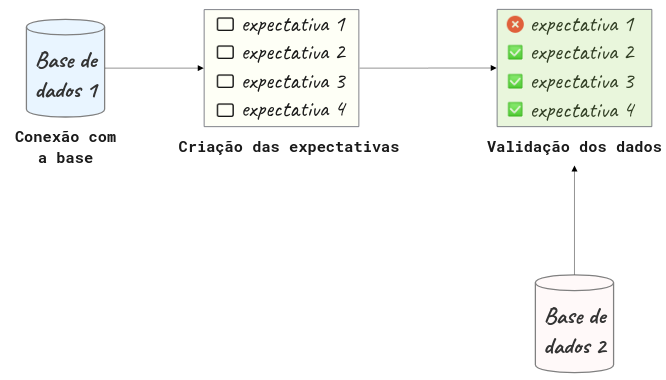 Base de
dados 1
Conexão com
a base
expectativa 1
expectativa 2
expectativa 3
expectativa 4
Criação das expectativas
expectativa 1
expectativa 2
expectativa 3
expectativa 4
Validação dos dados
Base de
dados 2